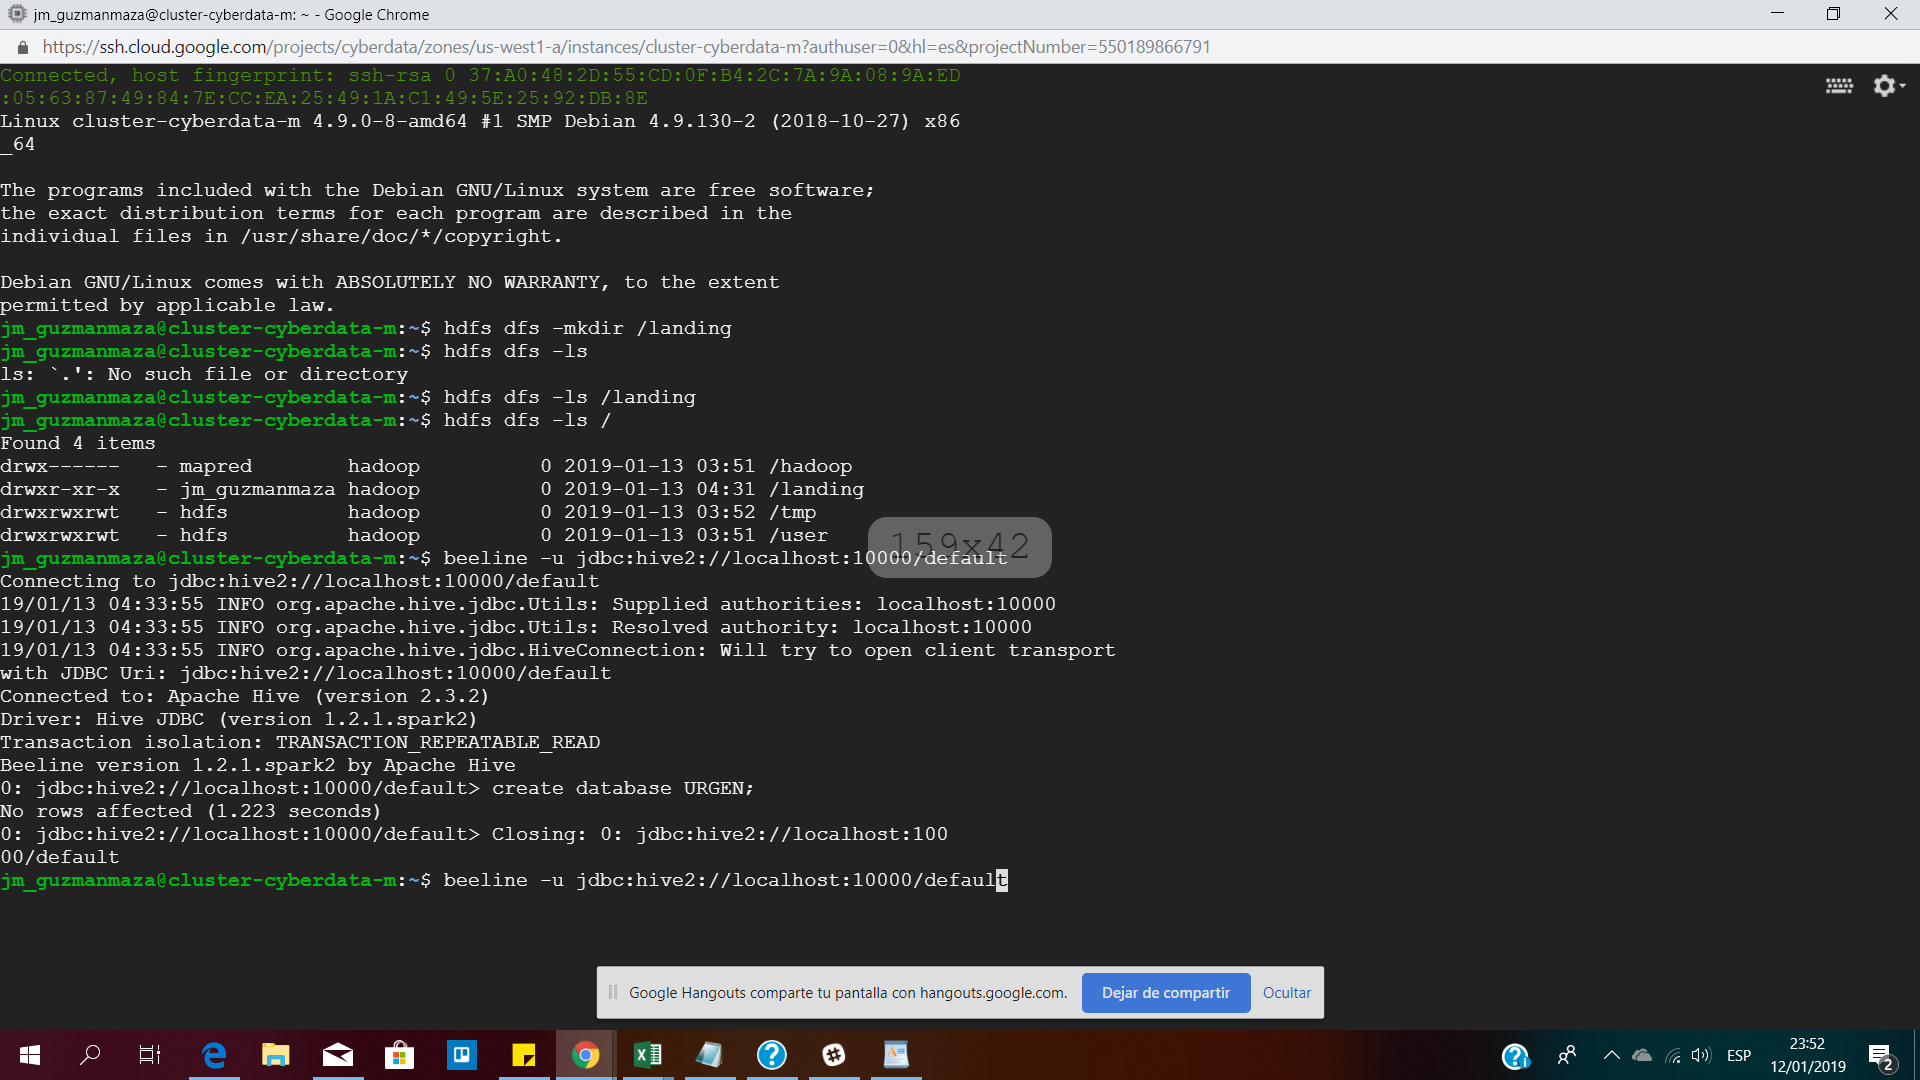 jm_guzmanmaza@cluster-cyberdata-m: ~ - Google Chrome
https://ssh.cloud.google.com/projects/cyberdata/zones/us-west1-a/instances/cluster-cyberdata-m?authuser=0&hl=es&projectNumber=550189866791
Connected, host fingerprint: ssh-rsa 0 37:A0:48:2D:55:CD:0F:B4:2C:7A:9A:08:9A:ED
:05:63:87:49:84:7E:CC:EA:25:49:1A:C1:49:5E:25:92:DB:8E
Linux cluster-cyberdata-m 4.9.0-8-amd64 #1 SMP Debian 4.9.130-2 (2018-10-27) x86
_64
The programs included with the Debian GNU/Linux system are free software;
the exact distribution terms for each program are described in the
individual files in /usr/share/doc/*/copyright.
Debian GNU/Linux comes with ABSOLUTELY NO WARRANTY, to the extent
permitted by applicable law.
jm_guzmanmaza@cluster-cyberdata-m:~$ hdfs dfs -mkdir /landing
jm_guzmanmaza@cluster-cyberdata-m:~$ hdfs dfs -ls
ls: `.': No such file or directory
jm_guzmanmaza@cluster-cyberdata-m:~$ hdfs dfs -ls /landing
jm_guzmanmaza@cluster-cyberdata-m:~$ hdfs dfs -ls /
Found 4 items
drwx------   - mapred        hadoop          0 2019-01-13 03:51 /hadoop
drwxr-xr-x   - jm_guzmanmaza hadoop          0 2019-01-13 04:31 /landing
drwxrwxrwt   - hdfs          hadoop          0 2019-01-13 03:52 /tmp
drwxrwxrwt   - hdfs          hadoop          0 2019-01-13 03:51 /user
159x42
jm_guzmanmaza@cluster-cyberdata-m:~$ beeline -u jdbc:hive2://localhost:10000/default
Connecting to jdbc:hive2://localhost:10000/default
19/01/13 04:33:55 INFO org.apache.hive.jdbc.Utils: Supplied authorities: localhost:10000
19/01/13 04:33:55 INFO org.apache.hive.jdbc.Utils: Resolved authority: localhost:10000
19/01/13 04:33:55 INFO org.apache.hive.jdbc.HiveConnection: Will try to open client transport
with JDBC Uri: jdbc:hive2://localhost:10000/default
Connected to: Apache Hive (version 2.3.2)
Driver: Hive JDBC (version 1.2.1.spark2)
Transaction isolation: TRANSACTION_REPEATABLE_READ
Beeline version 1.2.1.spark2 by Apache Hive
0: jdbc:hive2://localhost:10000/default> create database URGEN;
No rows affected (1.223 seconds)
0: jdbc:hive2://localhost:10000/default> Closing: 0: jdbc:hive2://localhost:100
00/default
jm_guzmanmaza@cluster-cyberdata-m:~$ beeline -u jdbc:hive2://localhost:10000/default
Google Hangouts comparte tu pantalla con hangouts.google.com. Dejar de compartir Ocultar
ESP
23:52
12/01/2019
2